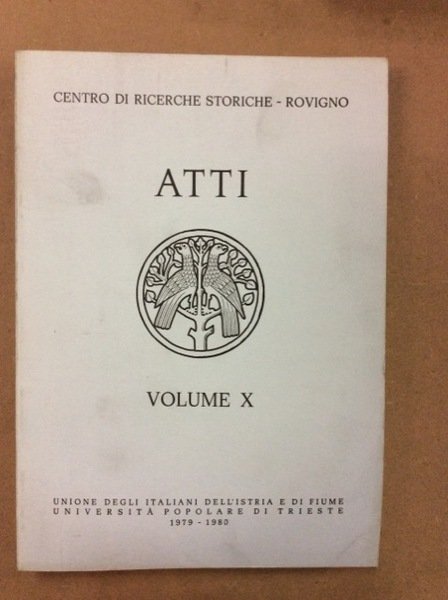 CENTRO DI RICERCHE STORICHE - ROVIGNO
ATTI
VOLUME X
UNIONE DEGLI ITALIANI DELL'ISTRIA E DI FIUME
UNIVERSITÀ POPOLARE DI TRIESTE
1979 - 1980